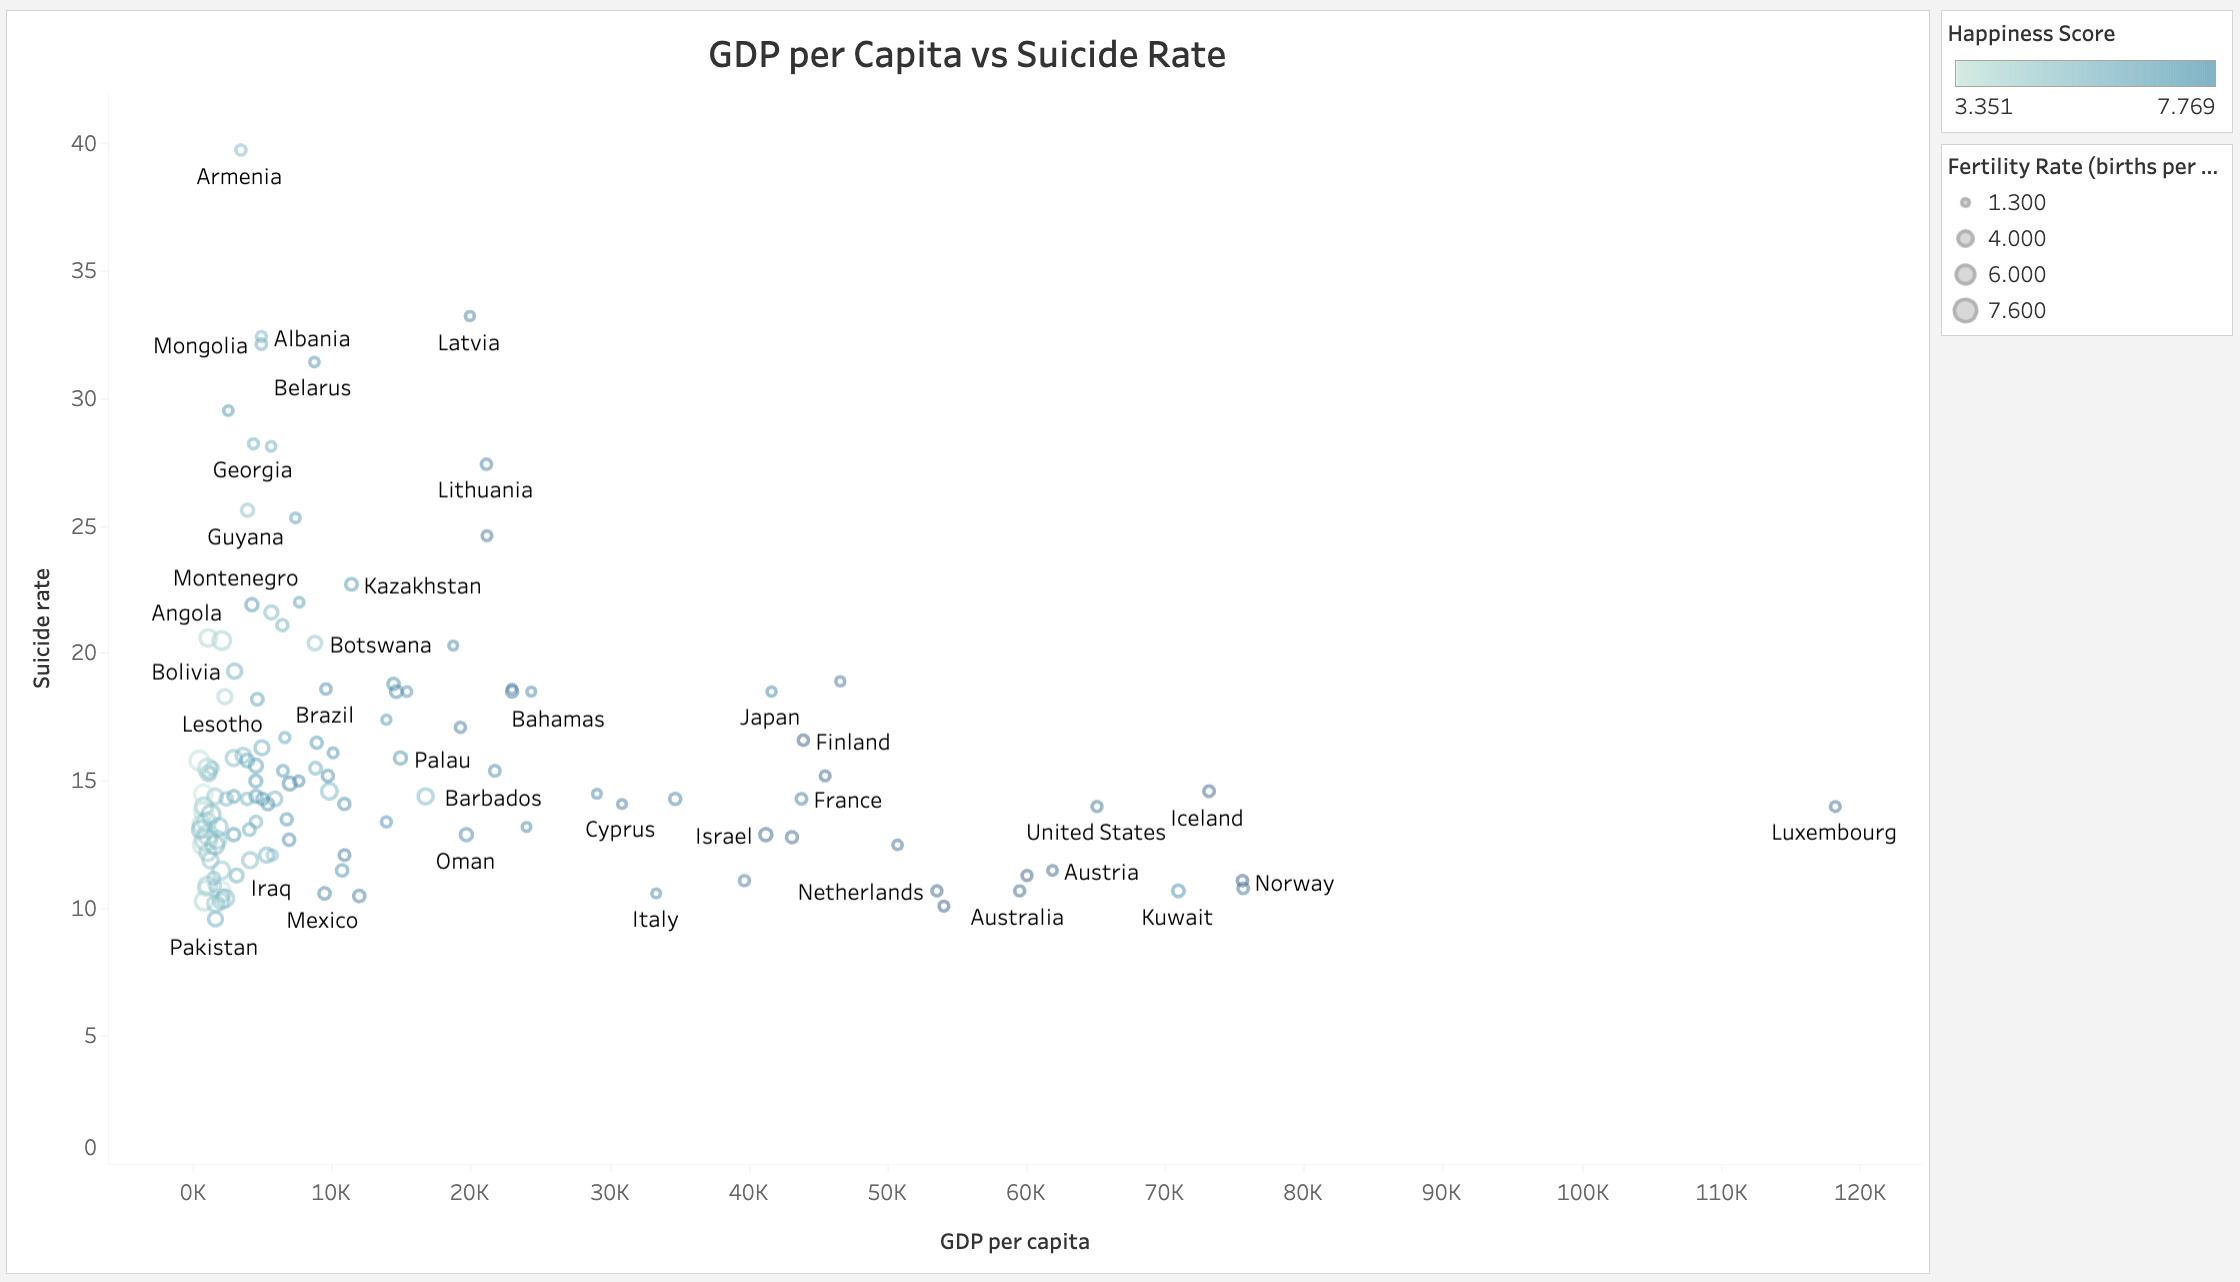 GDP per Capita vs Suicide Rate
Happiness Score
3.351 7.769
Fertility Rate (births per ...
1.300
4.000
6.000
7.600
Suicide rate
40
35
30
25
20
15
10
5
0
Armenia
Mongolia
Albania
Latvia
Belarus
Georgia
Lithuania
Guyana
Montenegro
Kazakhstan
Angola
Botswana
Bolivia
Lesotho
Brazil
Bahamas
Japan
Finland
Palau
Barbados
France
Iceland
Cyprus
United States
Luxembourg
Israel
Oman
Austria
Norway
Iraq
Netherlands
Mexico
Italy
Australia
Kuwait
Pakistan
0K 10K 20K 30K 40K 50K 60K 70K 80K 90K 100K 110K 120K
GDP per capita